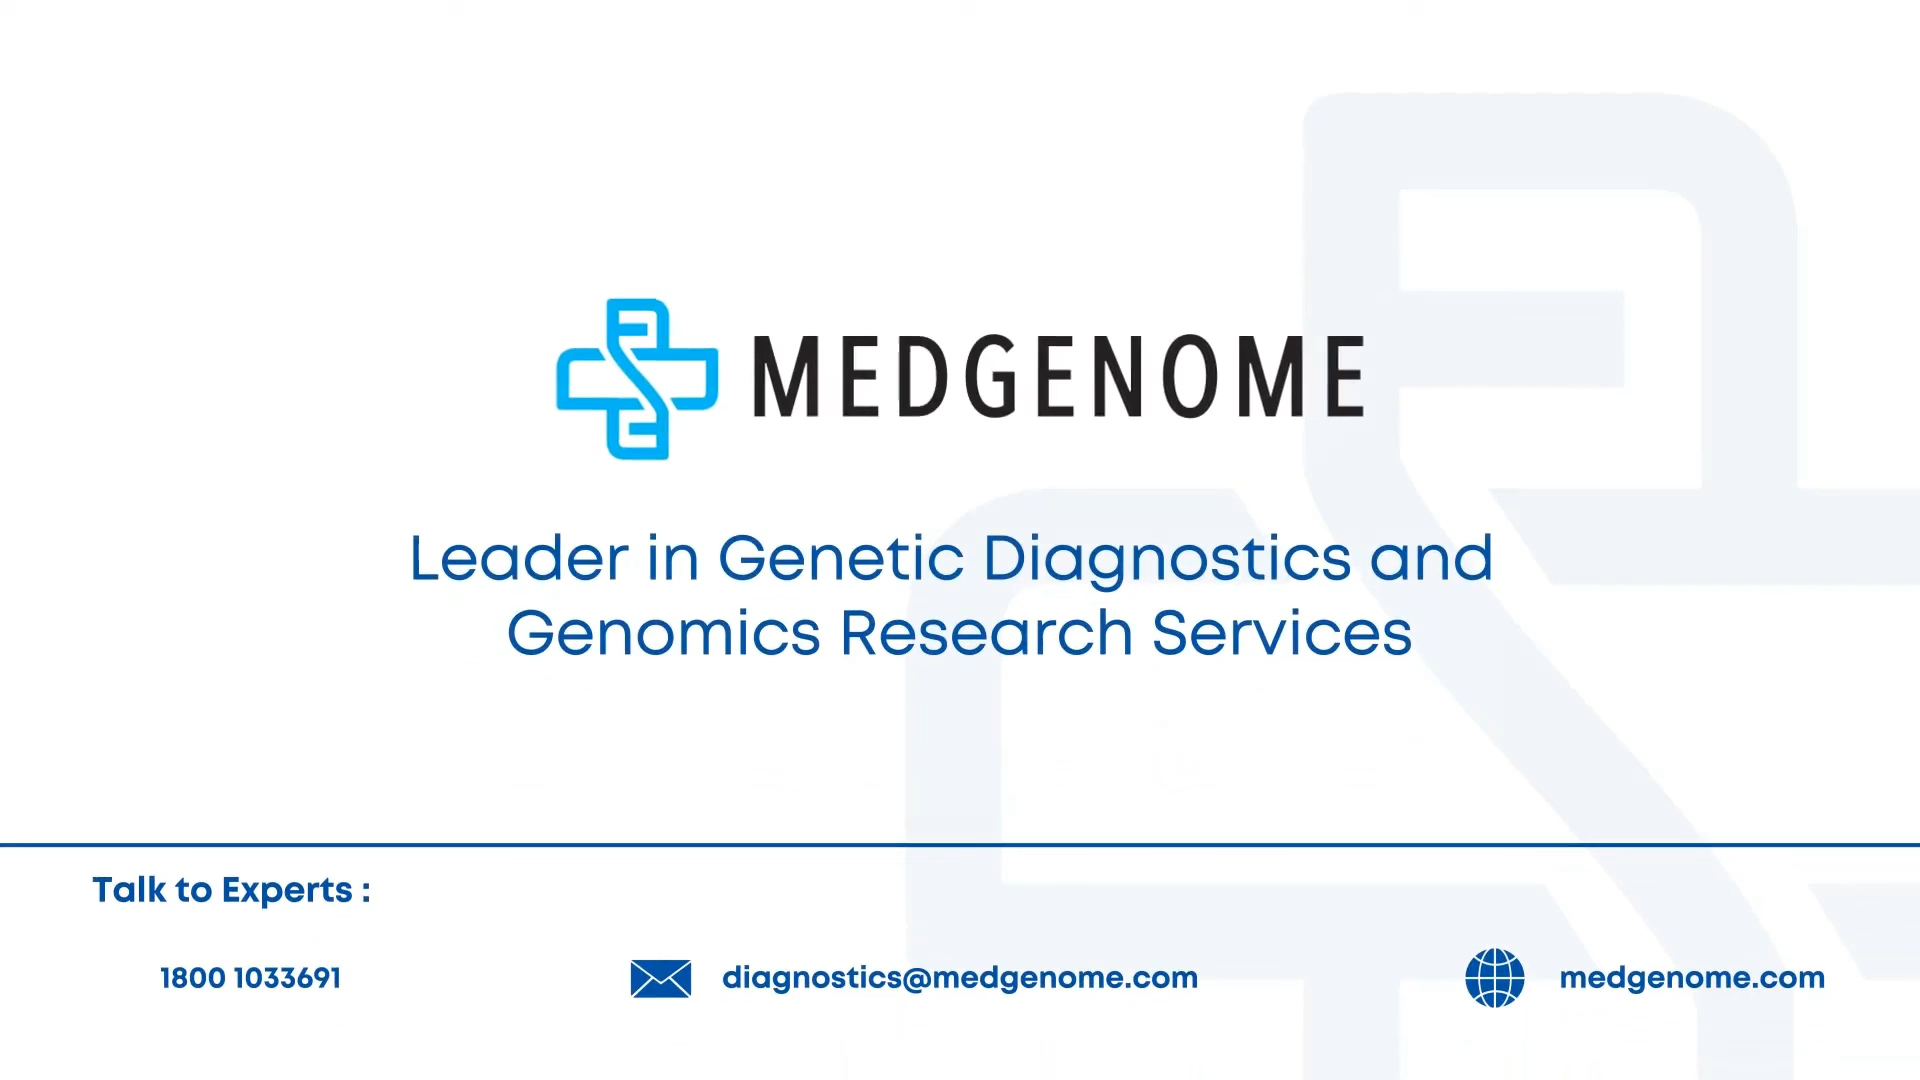 MEDGENOME
Leader in Genetic Diagnostics and
Genomics Research Services
Talk to Experts :
1800 1033691
diagnostics@medgenome.com
medgenome.com